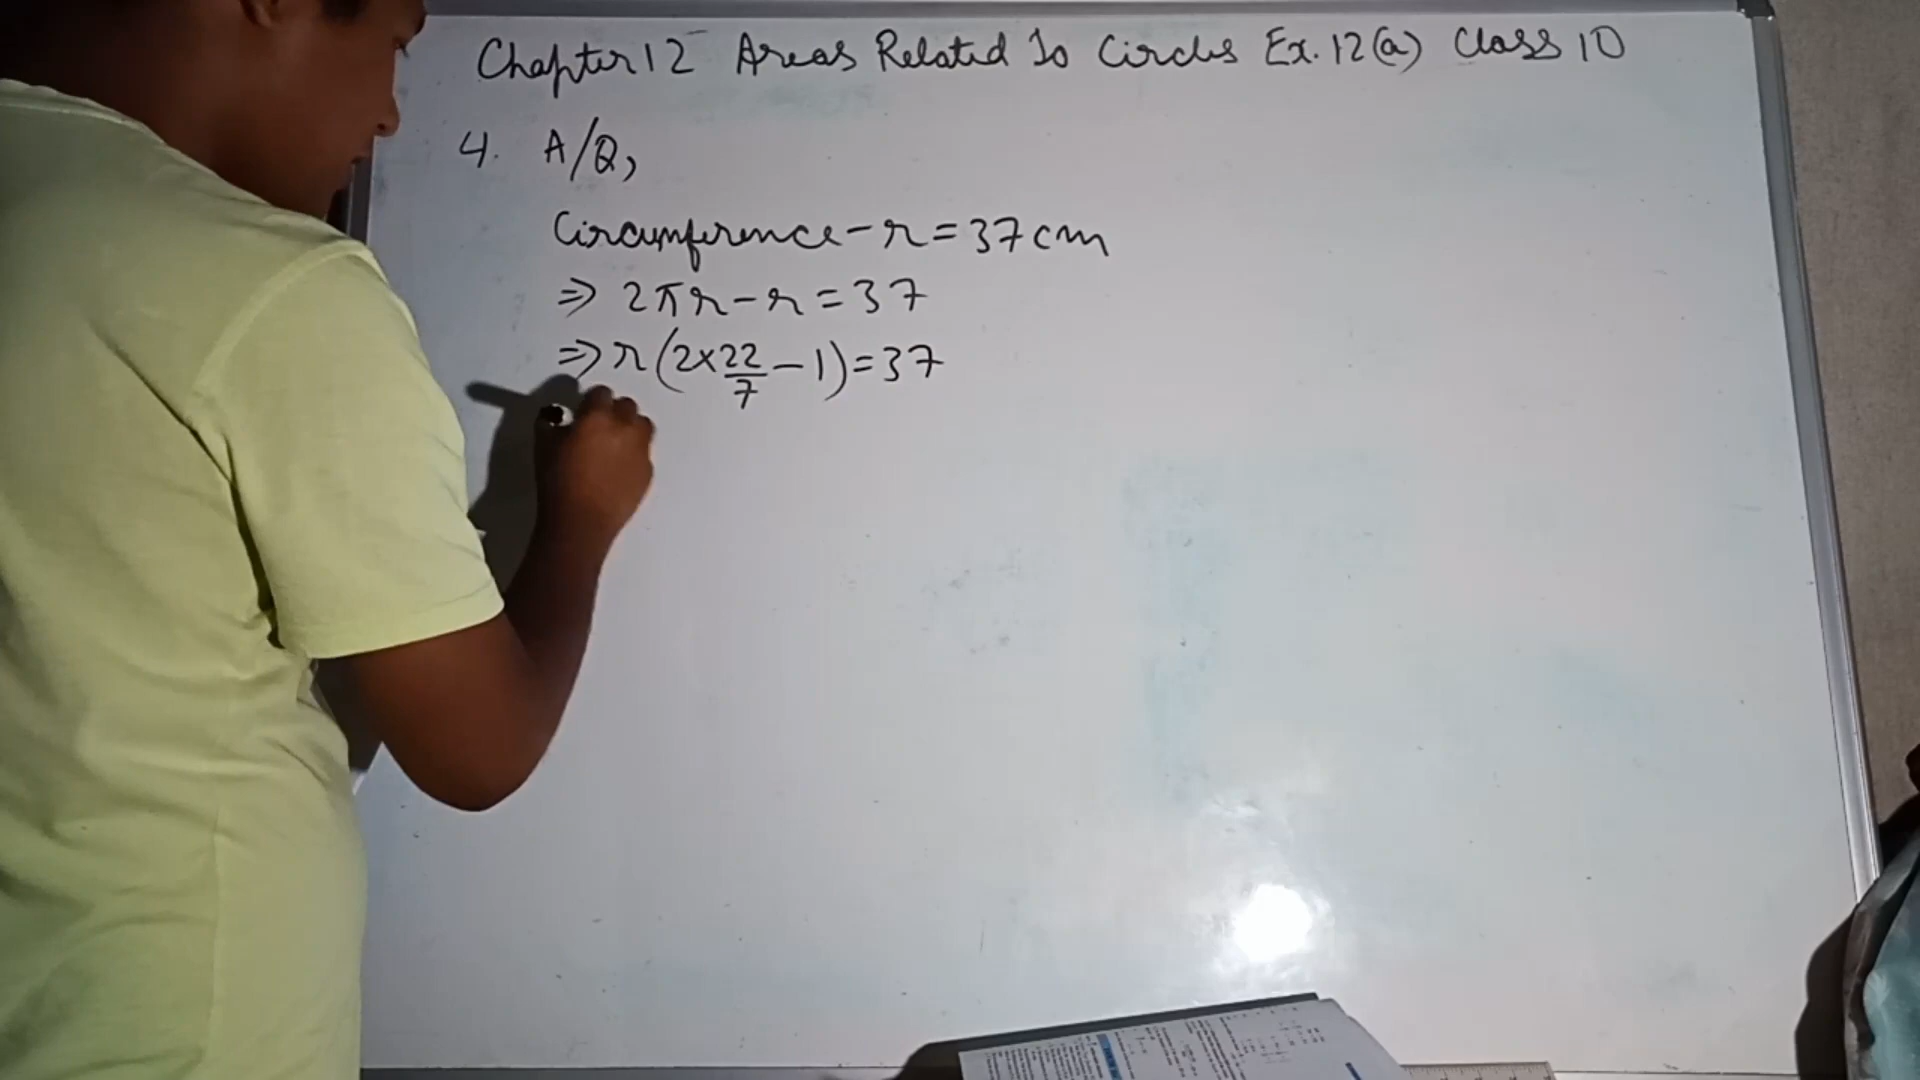 Chapter 12 Areas Related To Circles Ex. 12(a) Class 10
4. A/Q,
Circumference - r = 37 cm
⇒ 2πr - r = 37
⇒ r(2×22/7 - 1) = 37